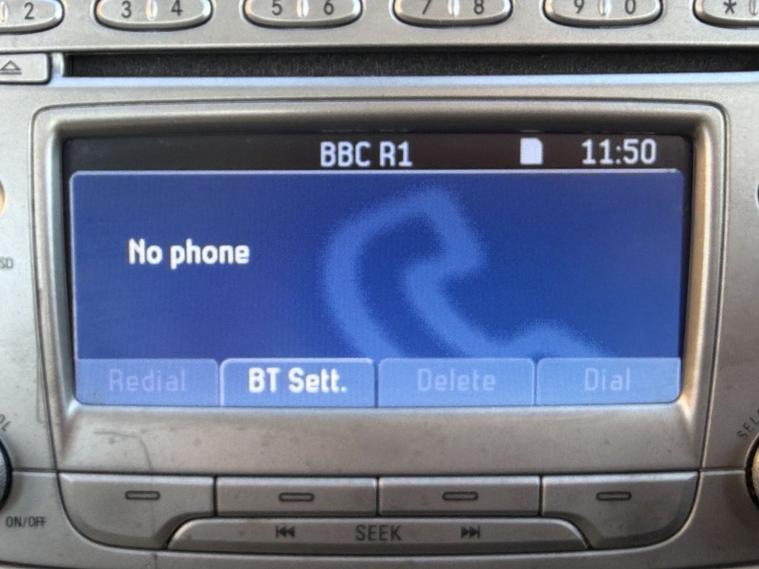 2 3 4 5 6 7 8 9 0 *
BBC R1 11:50
No phone
Redial BT Sett. Delete Dial
ON/OFF
SEEK